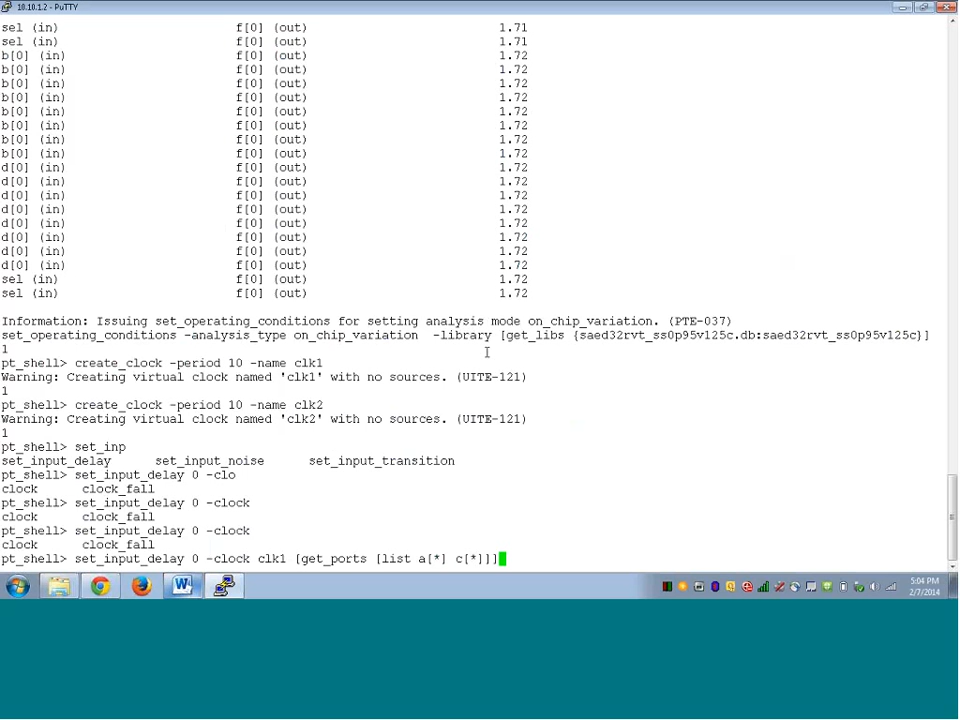 10.10.1.2 - PuTTY
sel (in) f[0] (out) 1.71
sel (in) f[0] (out) 1.71
b[0] (in) f[0] (out) 1.72
b[0] (in) f[0] (out) 1.72
b[0] (in) f[0] (out) 1.72
b[0] (in) f[0] (out) 1.72
b[0] (in) f[0] (out) 1.72
b[0] (in) f[0] (out) 1.72
b[0] (in) f[0] (out) 1.72
b[0] (in) f[0] (out) 1.72
d[0] (in) f[0] (out) 1.72
d[0] (in) f[0] (out) 1.72
d[0] (in) f[0] (out) 1.72
d[0] (in) f[0] (out) 1.72
d[0] (in) f[0] (out) 1.72
d[0] (in) f[0] (out) 1.72
d[0] (in) f[0] (out) 1.72
d[0] (in) f[0] (out) 1.72
sel (in) f[0] (out) 1.72
sel (in) f[0] (out) 1.72
Information: Issuing set_operating_conditions for setting analysis mode on_chip_variation. (PTE-037)
set_operating_conditions -analysis_type on_chip_variation -library [get_libs {saed32rvt_ss0p95v125c.db:saed32rvt_ss0p95v125c}]
1
pt_shell> create_clock -period 10 -name clk1
Warning: Creating virtual clock named 'clk1' with no sources. (UITE-121)
1
pt_shell> create_clock -period 10 -name clk2
Warning: Creating virtual clock named 'clk2' with no sources. (UITE-121)
1
pt_shell> set_inp
set_input_delay set_input_noise set_input_transition
pt_shell> set_input_delay 0 -clo
clock clock_fall
pt_shell> set_input_delay 0 -clock
clock clock_fall
pt_shell> set_input_delay 0 -clock
clock clock_fall
pt_shell> set_input_delay 0 -clock clk1 [get_ports [list a[*] c[*]]]
5:04 PM
2/7/2014